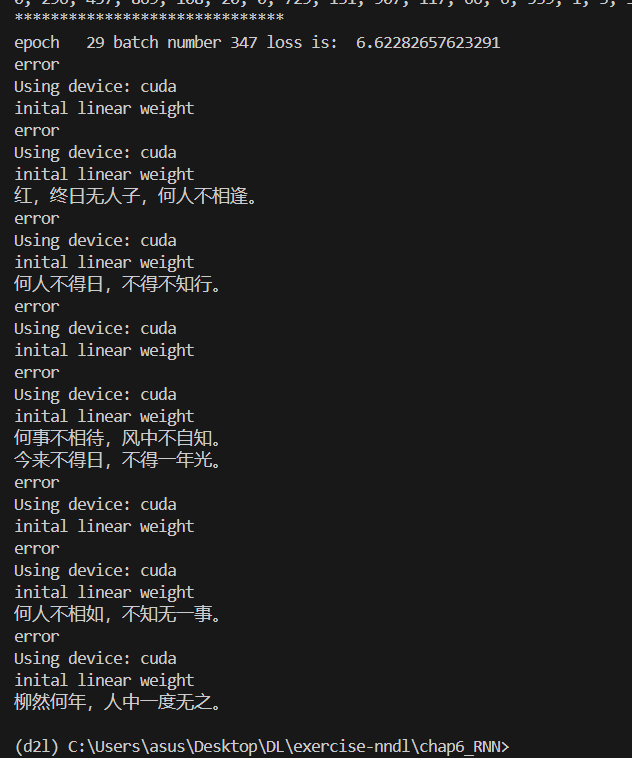 ******************************
epoch   29 batch number 347 loss is:  6.62282657623291
error
Using device: cuda
inital linear weight
error
Using device: cuda
inital linear weight
红，终日无人子，何人不相逢。
error
Using device: cuda
inital linear weight
何人不得日，不得不知行。
error
Using device: cuda
inital linear weight
error
Using device: cuda
inital linear weight
何事不相待，风中不自知。
今来不得日，不得一年光。
error
Using device: cuda
inital linear weight
error
Using device: cuda
inital linear weight
何人不相如，不知无一事。
error
Using device: cuda
inital linear weight
柳然何年，人中一度无之。
(d2l) C:\Users\asus\Desktop\DL\exercise-nndl\chap6_RNN>